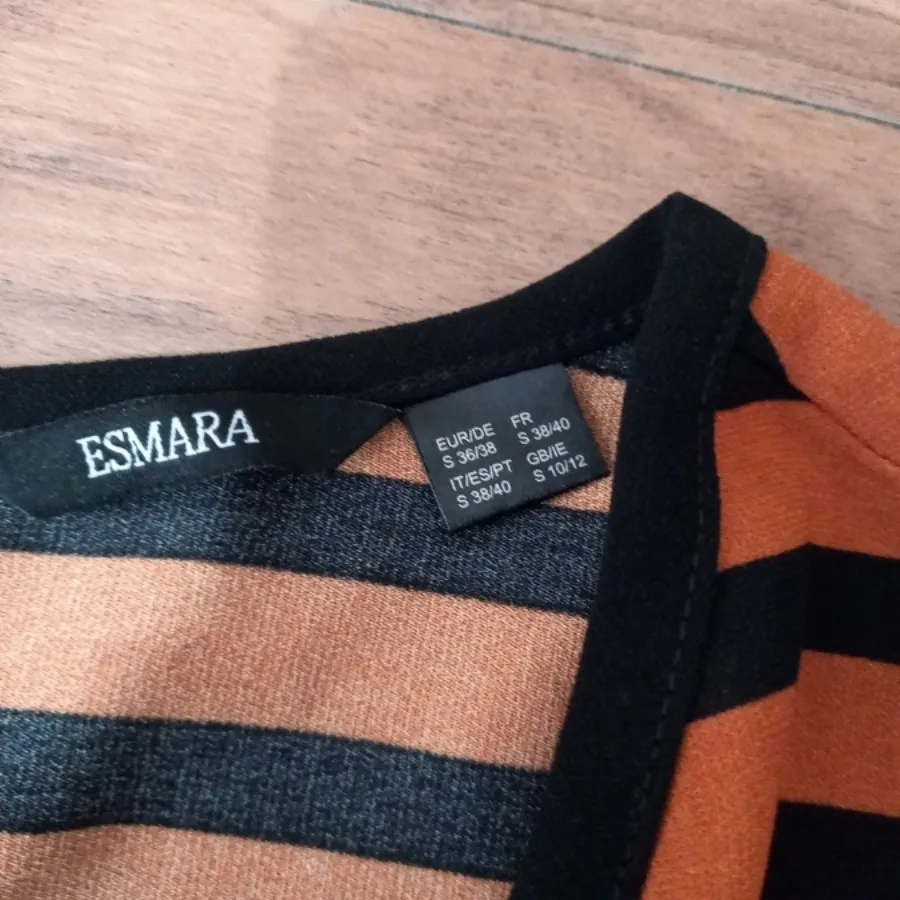 ESMARA
EUR/DE FR
S 36/38 S 38/40
IT/ES/PT GB/IE
S 38/40 S 10/12